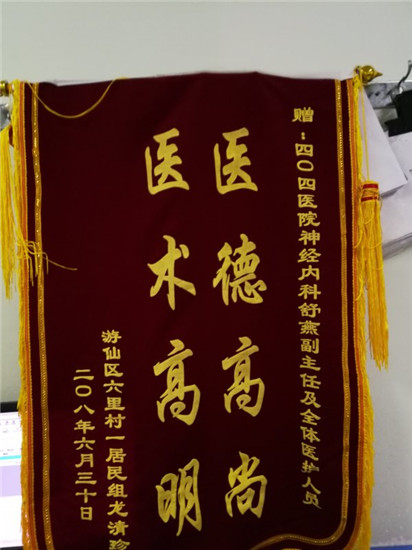 赠:四〇四医院神经内科舒燕副主任及全体医护人员
医德高尚
医术高明
游仙区六里村一居民组龙清珍
二〇八年六月三十日